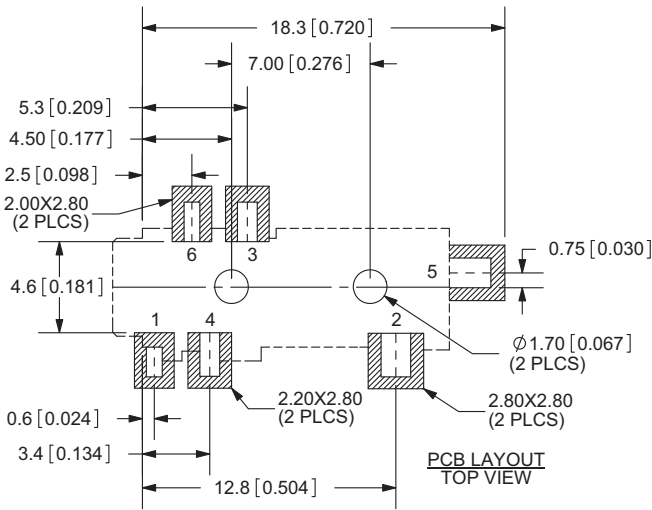 18.3 [0.720]
7.00 [0.276]
5.3 [0.209]
4.50 [0.177]
2.5 [0.098]
2.00X2.80
(2 PLCS)
6
3
5
0.75 [0.030]
4.6 [0.181]
1
4
2
Ø1.70 [0.067]
(2 PLCS)
2.20X2.80
(2 PLCS)
2.80X2.80
(2 PLCS)
0.6 [0.024]
3.4 [0.134]
12.8 [0.504]
PCB LAYOUT
TOP VIEW